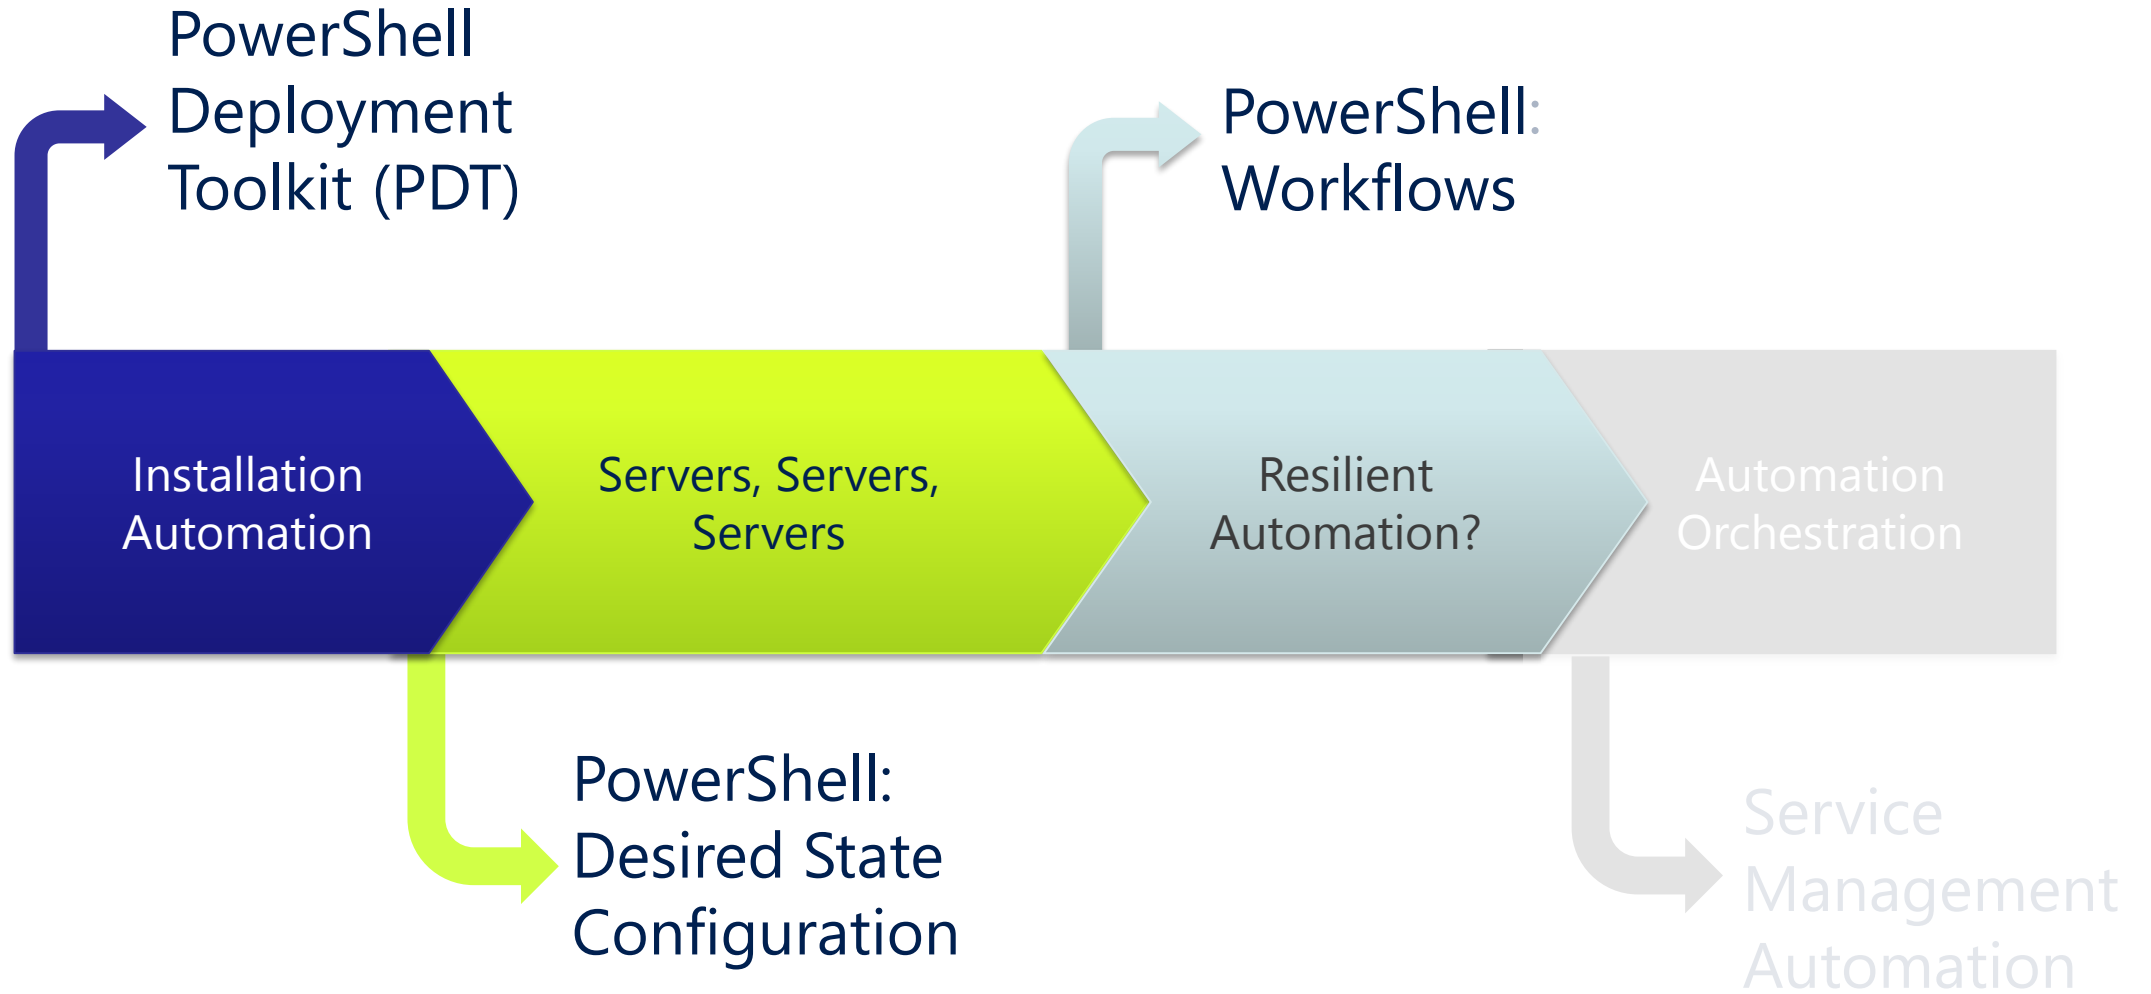 PowerShell
Deployment
Toolkit (PDT)
PowerShell:
Workflows
Installation
Automation
Servers, Servers,
Servers
Resilient
Automation?
Automation
Orchestration
PowerShell:
Desired State
Configuration
Service
Management
Automation